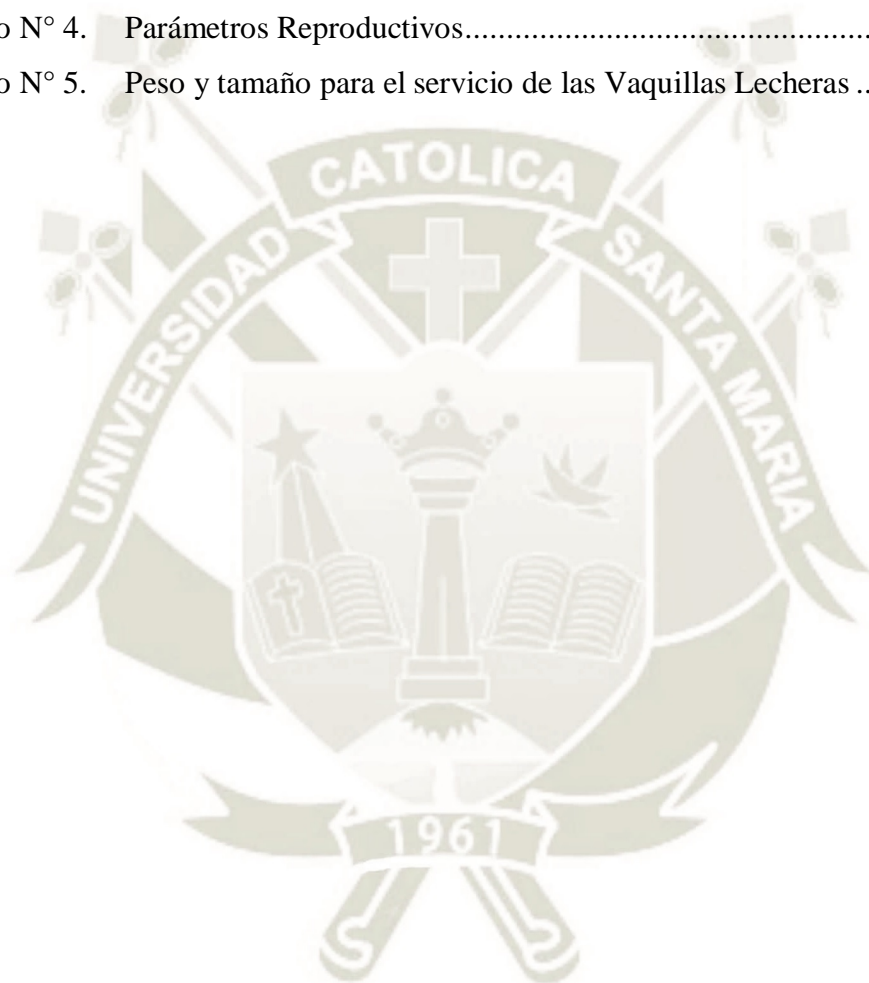 o N° 4. Parámetros Reproductivos.............................................
o N° 5. Peso y tamaño para el servicio de las Vaquillas Lecheras ..
UNIVERSIDAD CATOLICA SANTA MARIA
1961